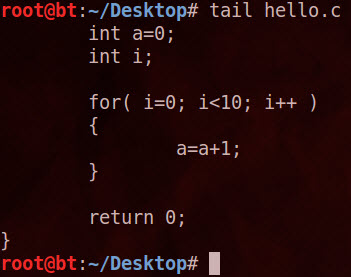 root@bt:~/Desktop# tail hello.c
        int a=0;
        int i;

        for( i=0; i<10; i++ )
        {
                a=a+1;
        }

        return 0;
}
root@bt:~/Desktop#